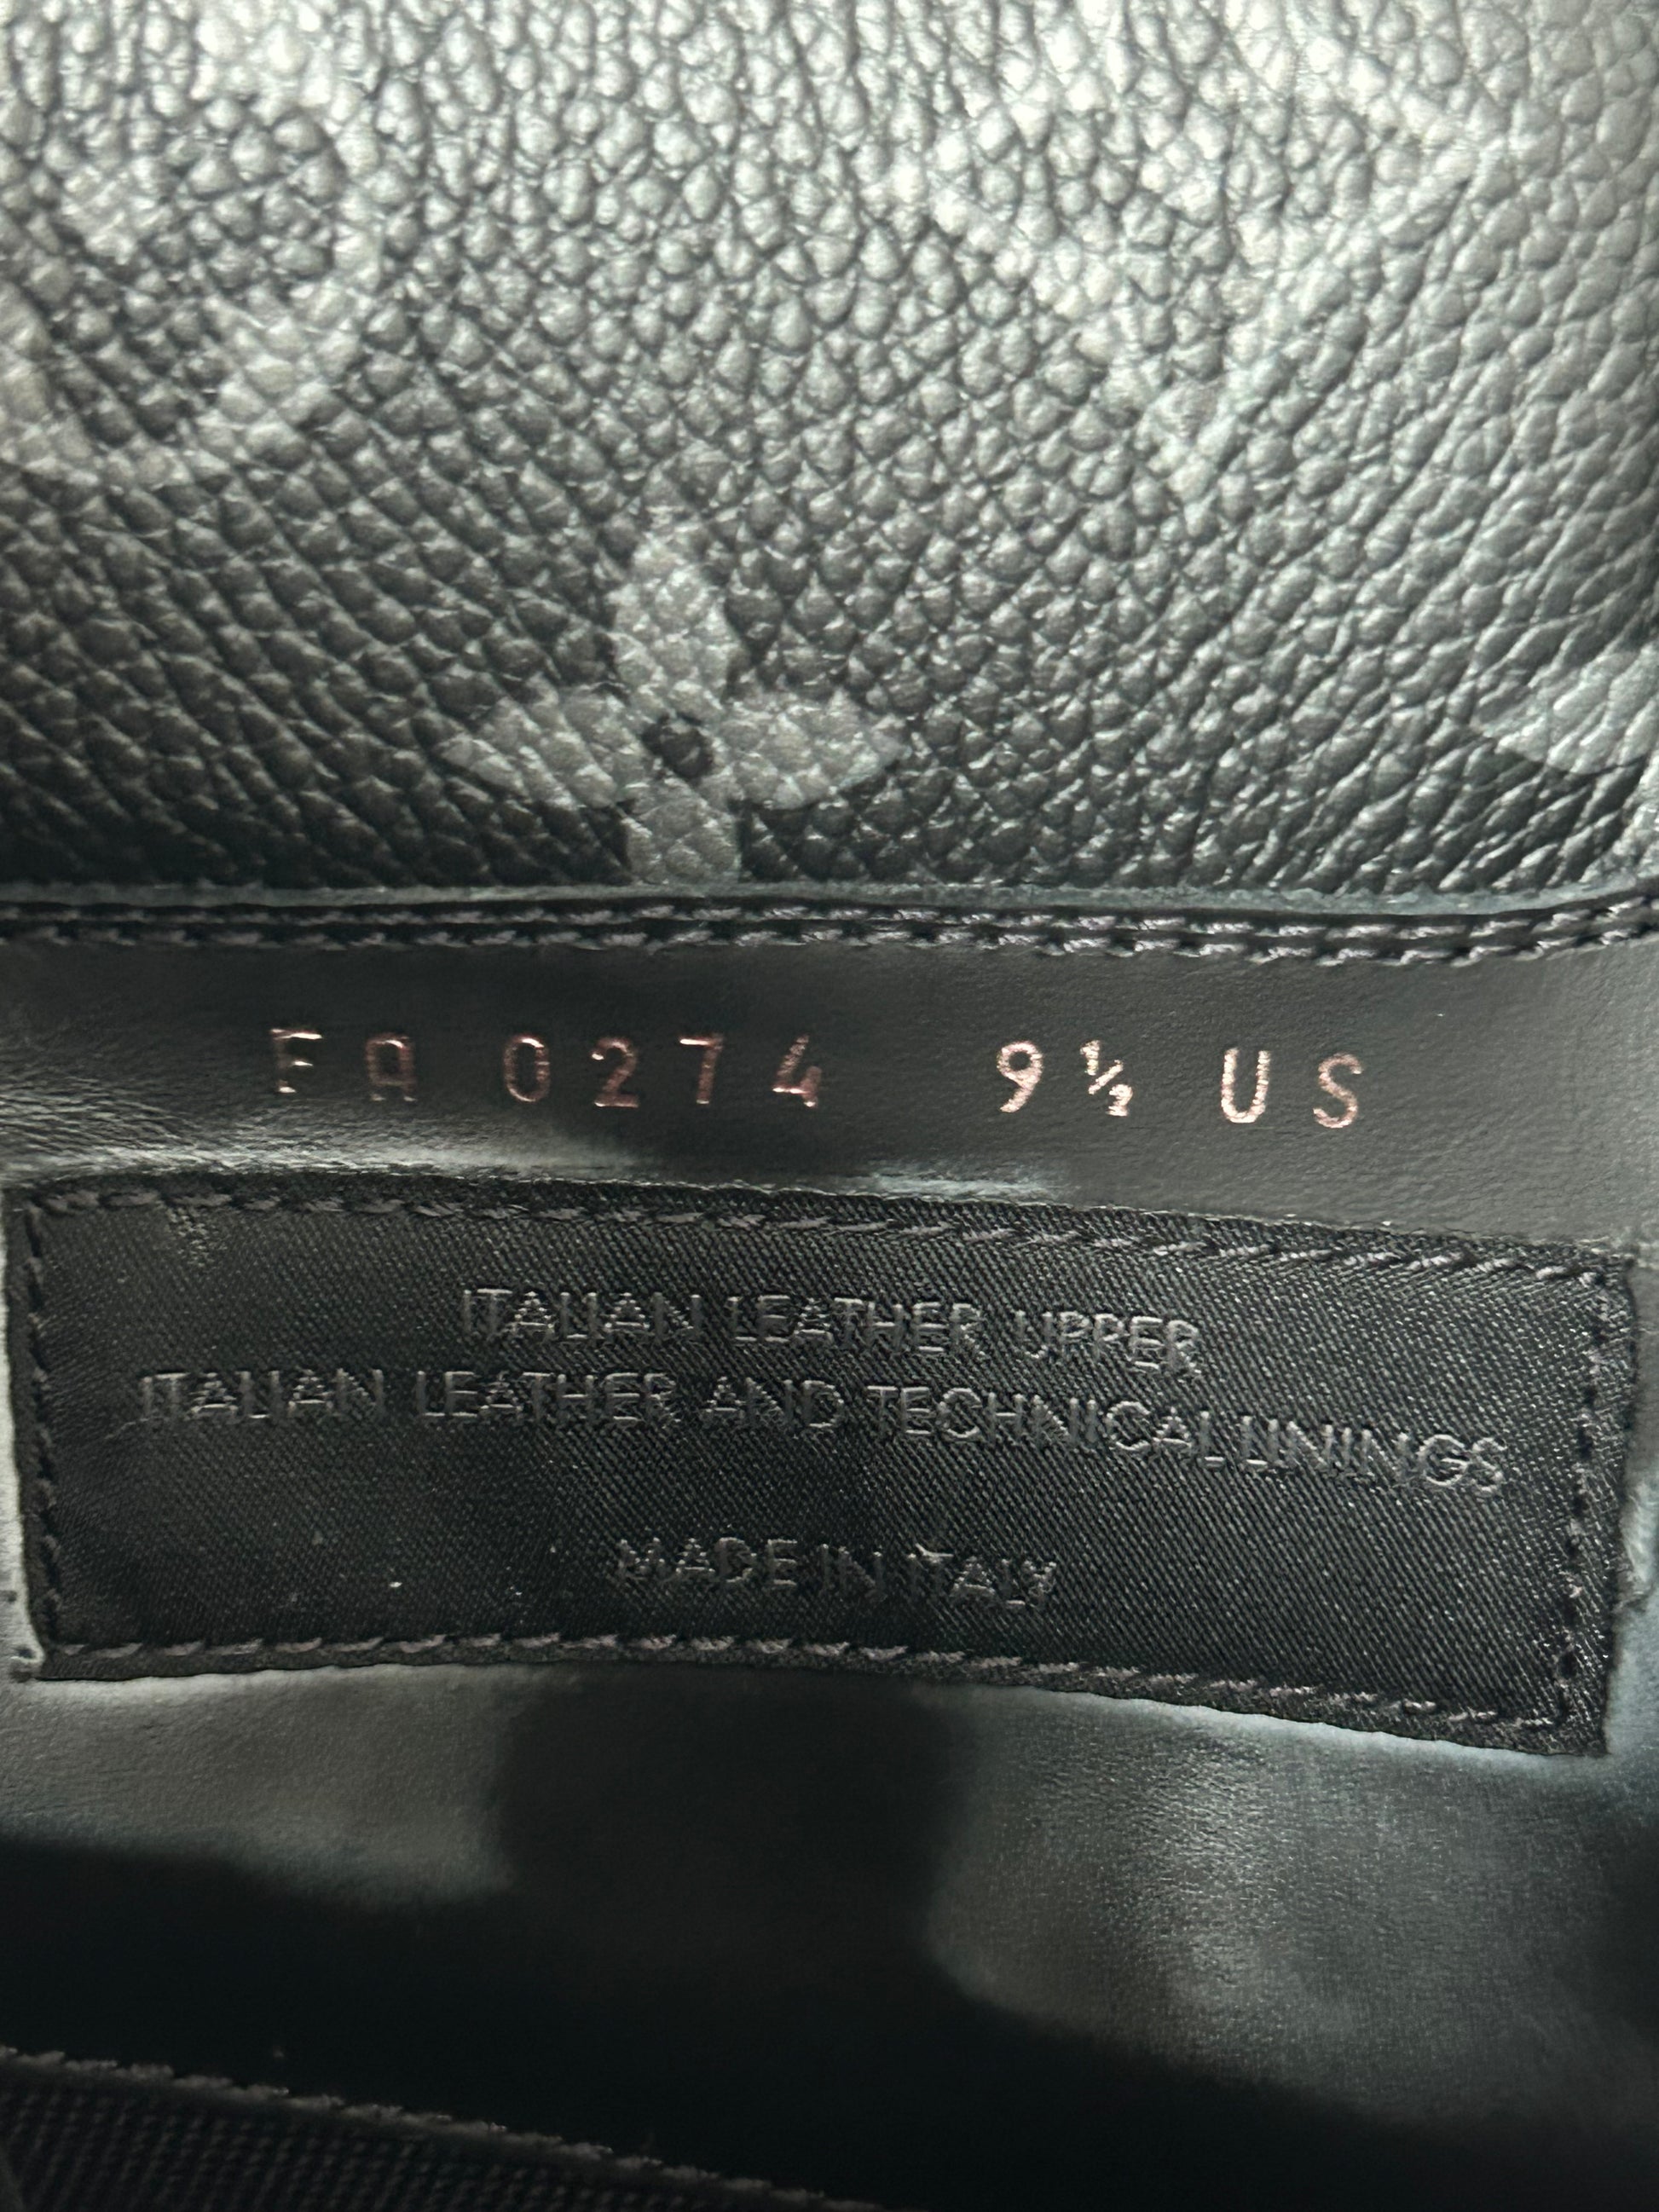 FA 0274 9½ US
ITALIAN LEATHER UPPER
ITALIAN LEATHER AND TECHNICAL LININGS
MADE IN ITALY